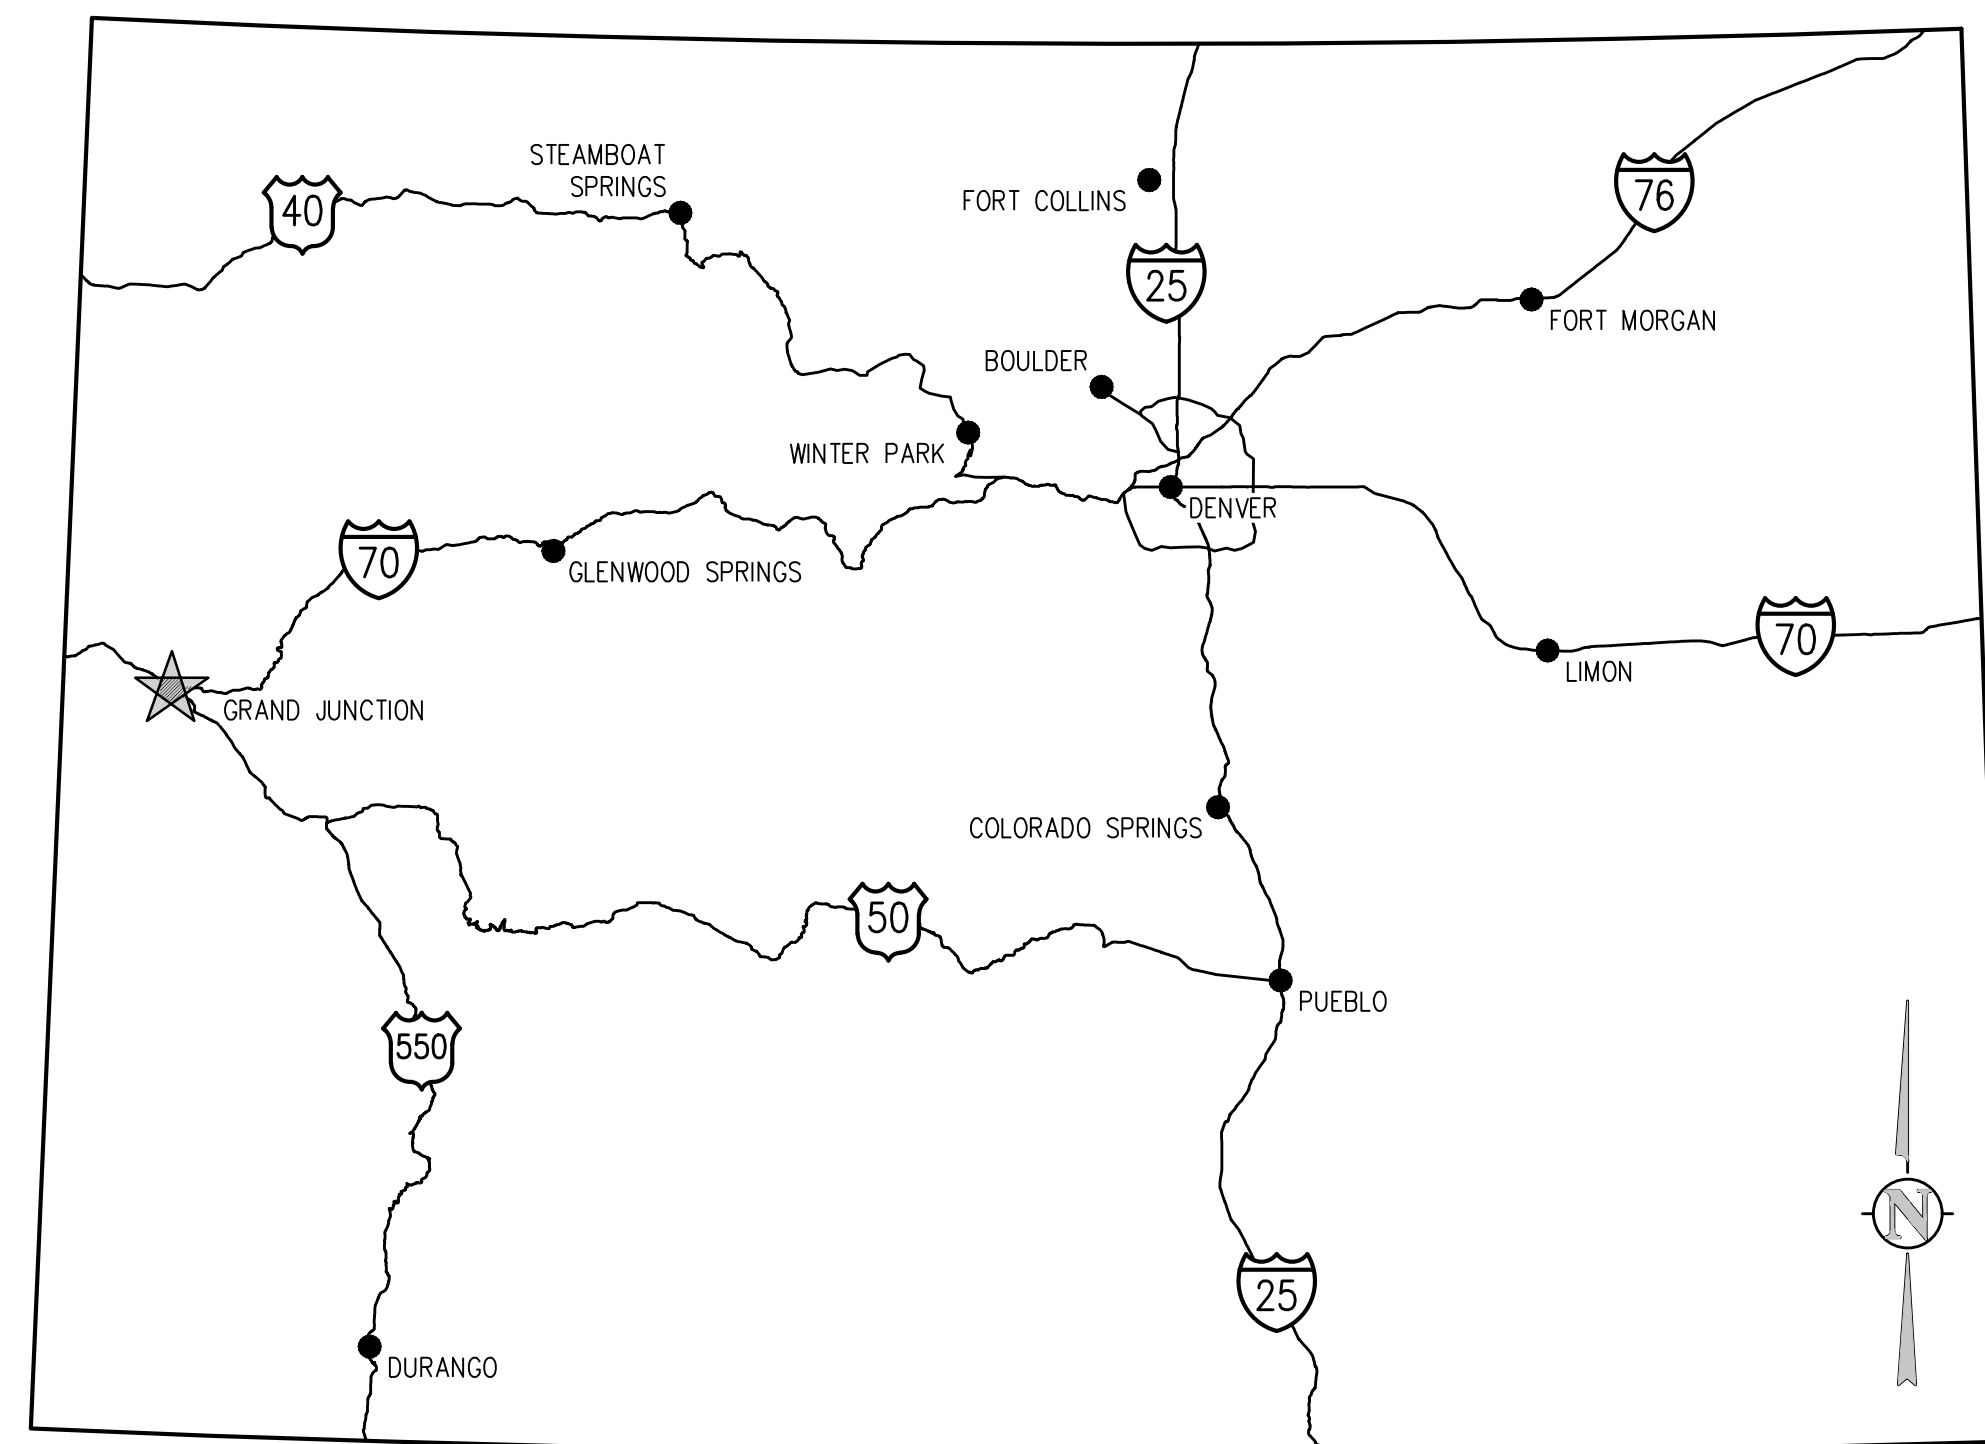 STEAMBOAT
SPRINGS
40
FORT COLLINS
76
25
FORT MORGAN
BOULDER
WINTER PARK
DENVER
70
GLENWOOD SPRINGS
70
LIMON
GRAND JUNCTION
COLORADO SPRINGS
50
PUEBLO
550
N
25
DURANGO